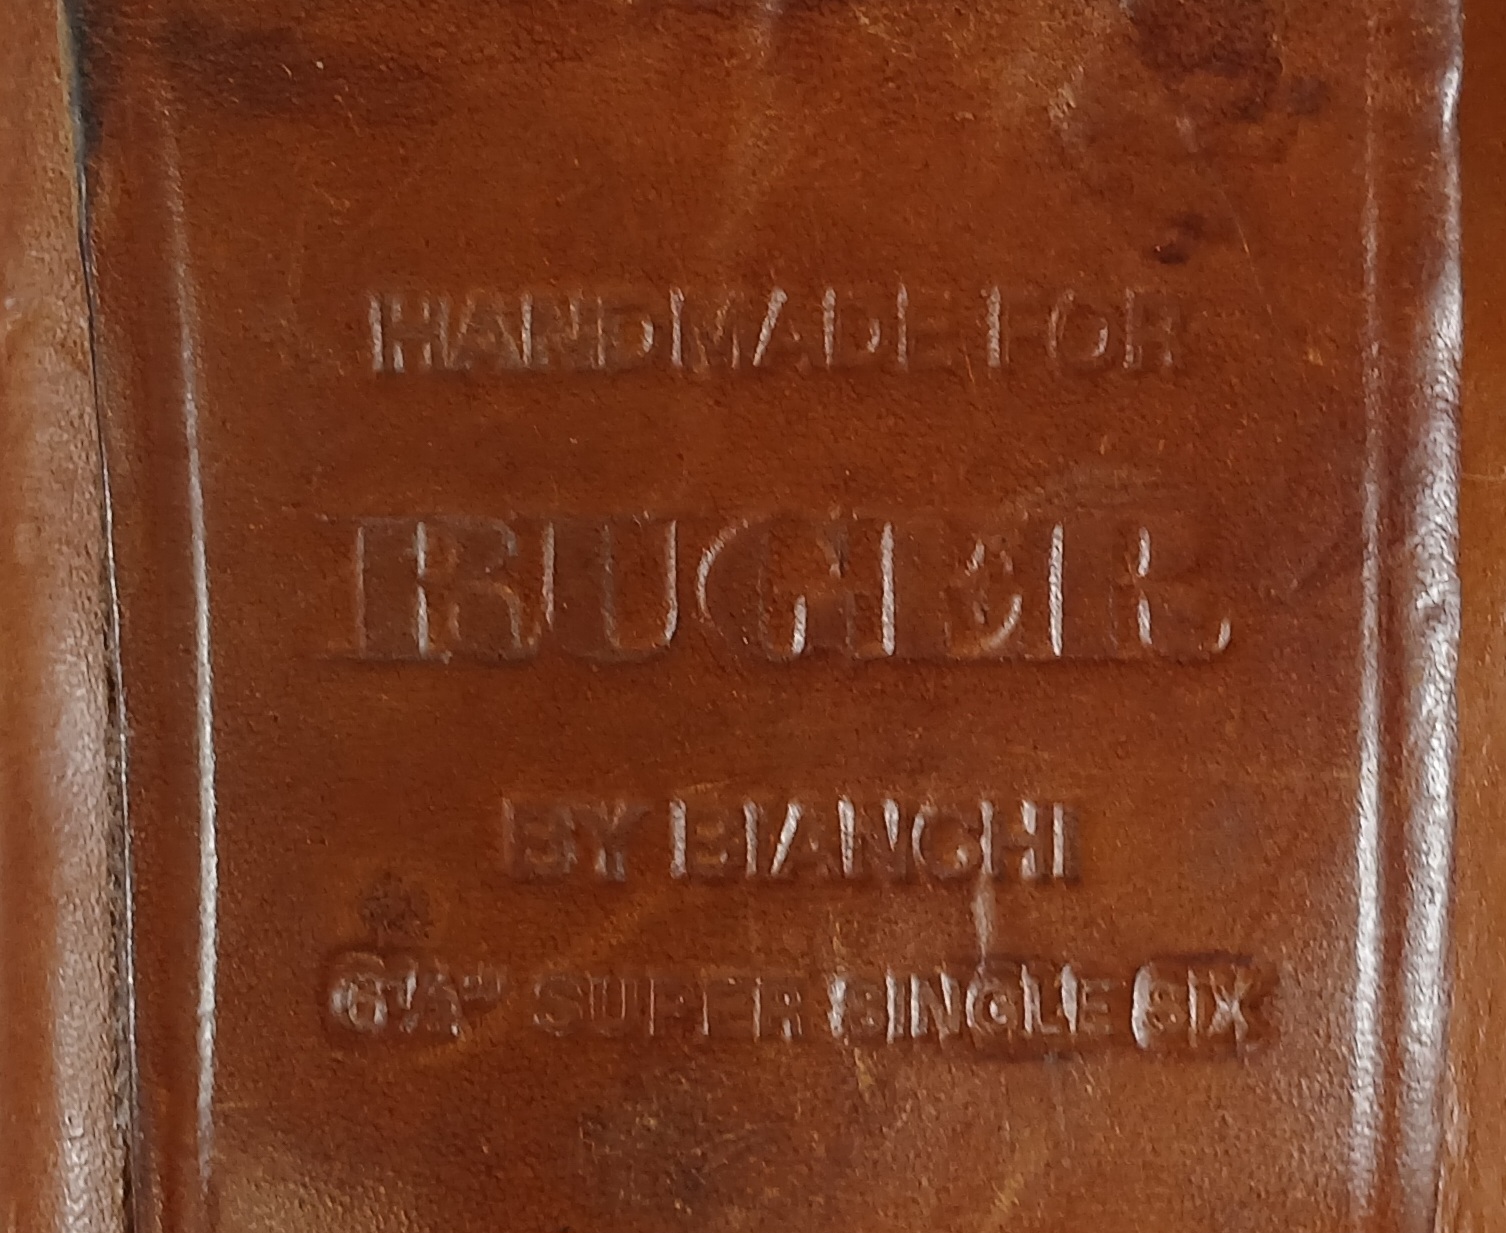 HANDMADE FOR
RUGER
BY BIANCHI
6½" SUPER SINGLE SIX